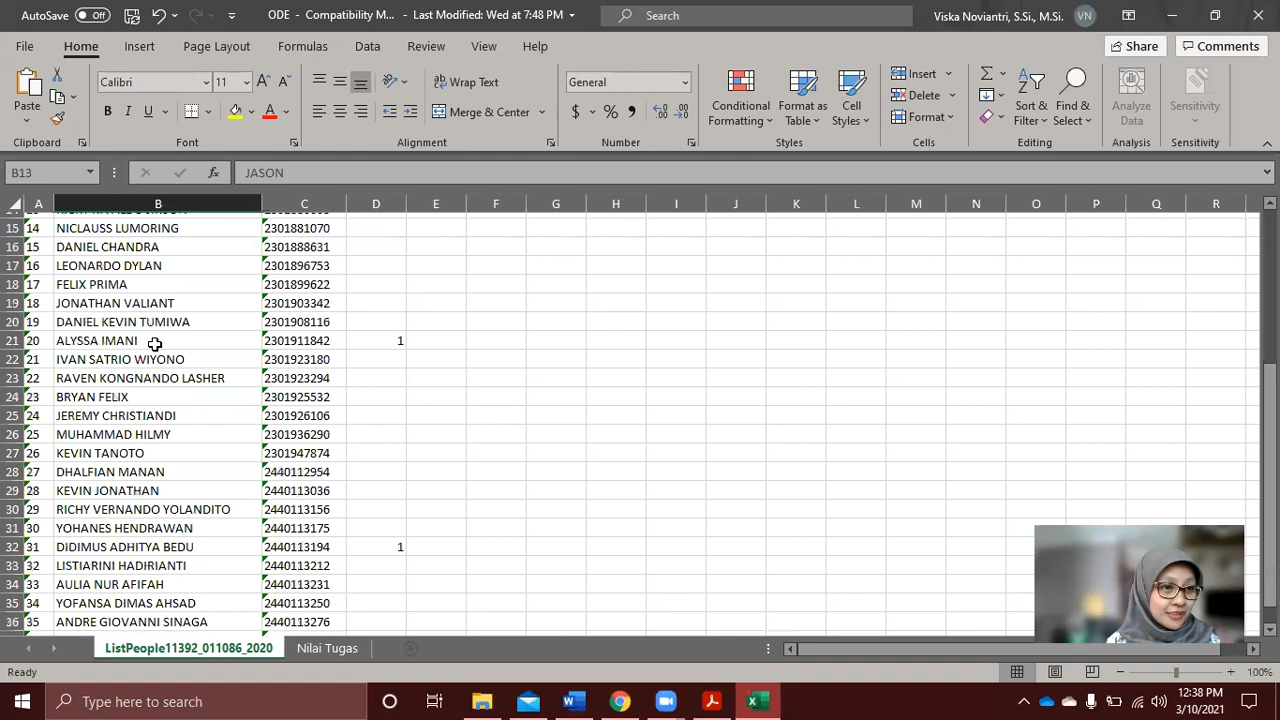 AutoSave Off ODE - Compatibility M... - Last Modified: Wed at 7:48 PM Search Viska Noviantri, S.Si., M.Si. VN
File Home Insert Page Layout Formulas Data Review View Help Share Comments
Paste Calibri 11 Wrap Text General Conditional Formatting Format as Table Cell Styles Insert Sort & Filter Find & Select Analyze Data Sensitivity
B I U A Merge & Center $ % Delete
Format
Clipboard Font Alignment Number Styles Cells Editing Analysis Sensitivity
B13 fx JASON
A B C D E F G H I J K L M N O P Q R
15 14 NICLAUSS LUMORING 2301881070
16 15 DANIEL CHANDRA 2301888631
17 16 LEONARDO DYLAN 2301896753
18 17 FELIX PRIMA 2301899622
19 18 JONATHAN VALIANT 2301903342
20 19 DANIEL KEVIN TUMIWA 2301908116
21 20 ALYSSA IMANI 2301911842 1
22 21 IVAN SATRIO WIYONO 2301923180
23 22 RAVEN KONGNANDO LASHER 2301923294
24 23 BRYAN FELIX 2301925532
25 24 JEREMY CHRISTIANDI 2301926106
26 25 MUHAMMAD HILMY 2301936290
27 26 KEVIN TANOTO 2301947874
28 27 DHALFIAN MANAN 2440112954
29 28 KEVIN JONATHAN 2440113036
30 29 RICHY VERNANDO YOLANDITO 2440113156
31 30 YOHANES HENDRAWAN 2440113175
32 31 DIDIMUS ADHITYA BEDU 2440113194 1
33 32 LISTIARINI HADIRIANTI 2440113212
34 33 AULIA NUR AFIFAH 2440113231
35 34 YOFANSA DIMAS AHSAD 2440113250
36 35 ANDRE GIOVANNI SINAGA 2440113276
ListPeople11392_011086_2020 Nilai Tugas
Ready 100%
Type here to search 12:38 PM
3/10/2021